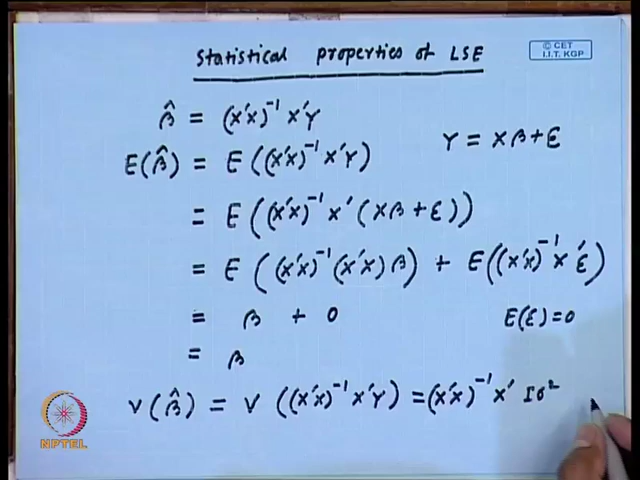 Statistical properties of LSE
© CET
I.I.T. KGP
β̂ = (X'X)⁻¹ X'Y
Y = Xβ + ε
E(β̂) = E((X'X)⁻¹ X'Y)
= E((X'X)⁻¹ X' (Xβ + ε))
= E((X'X)⁻¹ (X'X) β) + E((X'X)⁻¹ X'ε)
= β + 0
E(ε) = 0
= β
V(β̂) = V((X'X)⁻¹ X'Y) = (X'X)⁻¹ X' Iσ²
NPTEL